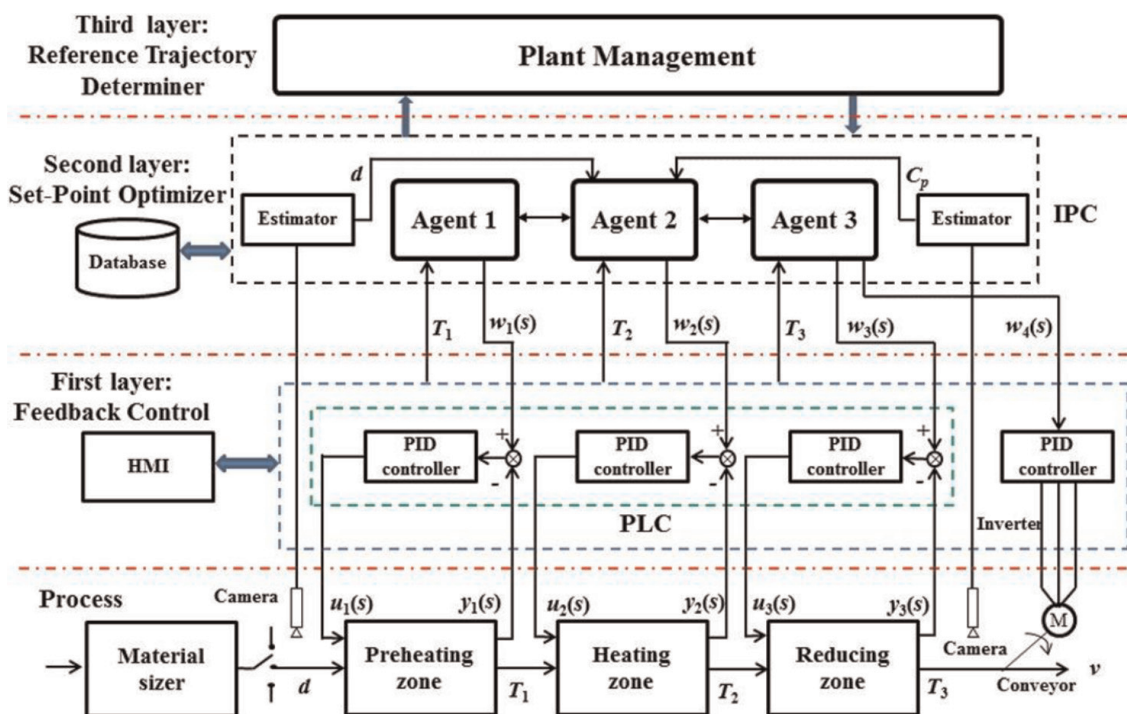 Third layer:
Reference Trajectory
Determiner
Plant Management
Second layer:
Set-Point Optimizer
Database
Estimator
d
Agent 1
Agent 2
Agent 3
C_p
Estimator
IPC
T_1
w_1(s)
T_2
w_2(s)
T_3
w_3(s)
w_4(s)
First layer:
Feedback Control
HMI
PID
controller
+
-
PID
controller
+
-
PID
controller
+
-
PID
controller
PLC
Inverter
Process
Camera
u_1(s)
y_1(s)
u_2(s)
y_2(s)
u_3(s)
y_3(s)
M
Material
sizer
d
Preheating
zone
T_1
Heating
zone
T_2
Reducing
zone
T_3
Camera
Conveyor
v